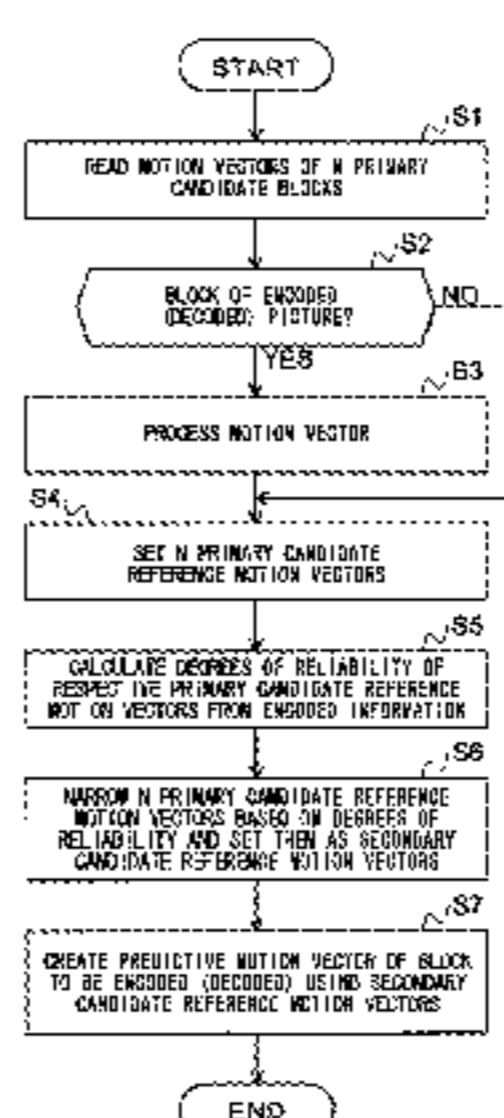 START
S1
READ MOTION VECTORS OF N PRIMARY
CANDIDATE BLOCKS
S2
BLOCK OF ENCODED
(DECODED) PICTURE?
NO
YES
S3
PROCESS MOTION VECTOR
S4
SET N PRIMARY CANDIDATE
REFERENCE MOTION VECTORS
S5
CALCULATE DEGREES OF RELIABILITY OF
RESPECTIVE PRIMARY CANDIDATE REFERENCE
MOTION VECTORS FROM ENCODED INFORMATION
S6
NARROW N PRIMARY CANDIDATE REFERENCE
MOTION VECTORS BASED ON DEGREES OF
RELIABILITY AND SET THEM AS SECONDARY
CANDIDATE REFERENCE MOTION VECTORS
S7
CREATE PREDICTIVE MOTION VECTOR OF BLOCK
TO BE ENCODED (DECODED) USING SECONDARY
CANDIDATE REFERENCE MOTION VECTORS
END